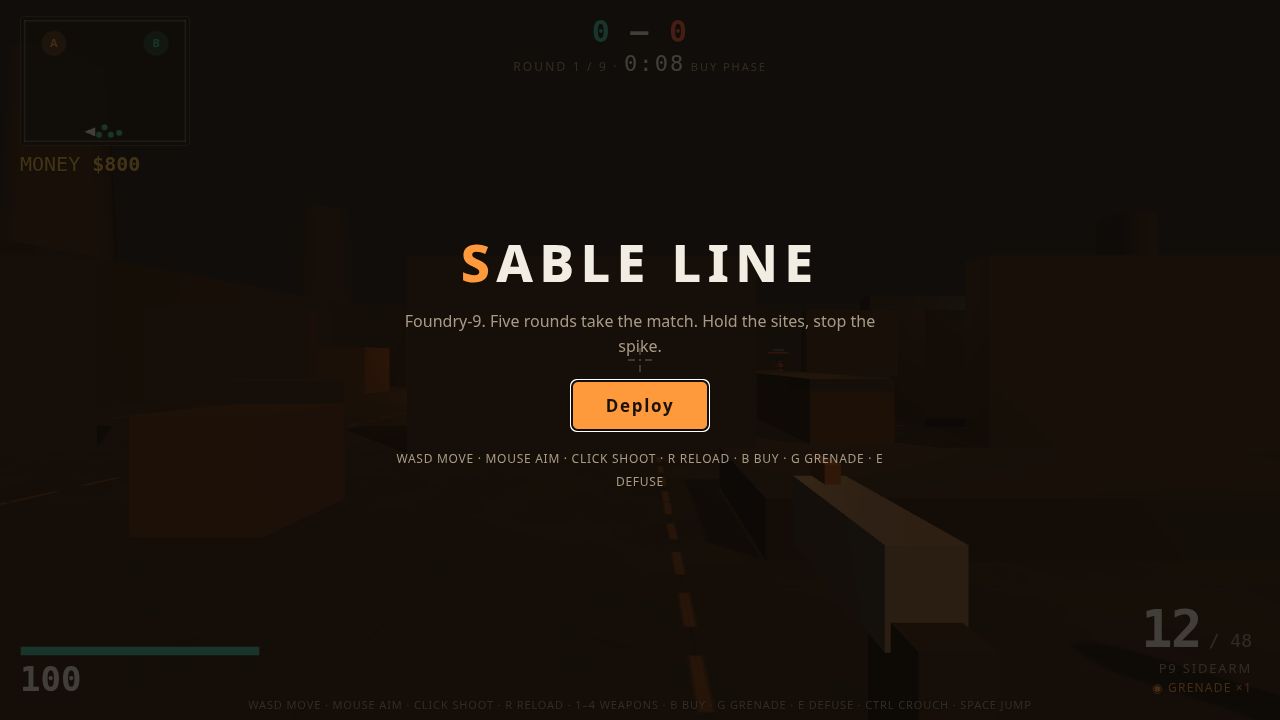 0 — 0
ROUND 1 / 9 · 0:08 BUY PHASE
A B
MONEY $800
SABLE LINE
Foundry-9. Five rounds take the match. Hold the sites, stop the
spike.
Deploy
WASD MOVE · MOUSE AIM · CLICK SHOOT · R RELOAD · B BUY · G GRENADE · E
DEFUSE
12 / 48
P9 SIDEARM
◉ GRENADE ×1
100
WASD MOVE · MOUSE AIM · CLICK SHOOT · R RELOAD · 1–4 WEAPONS · B BUY · G GRENADE · E DEFUSE · CTRL CROUCH · SPACE JUMP